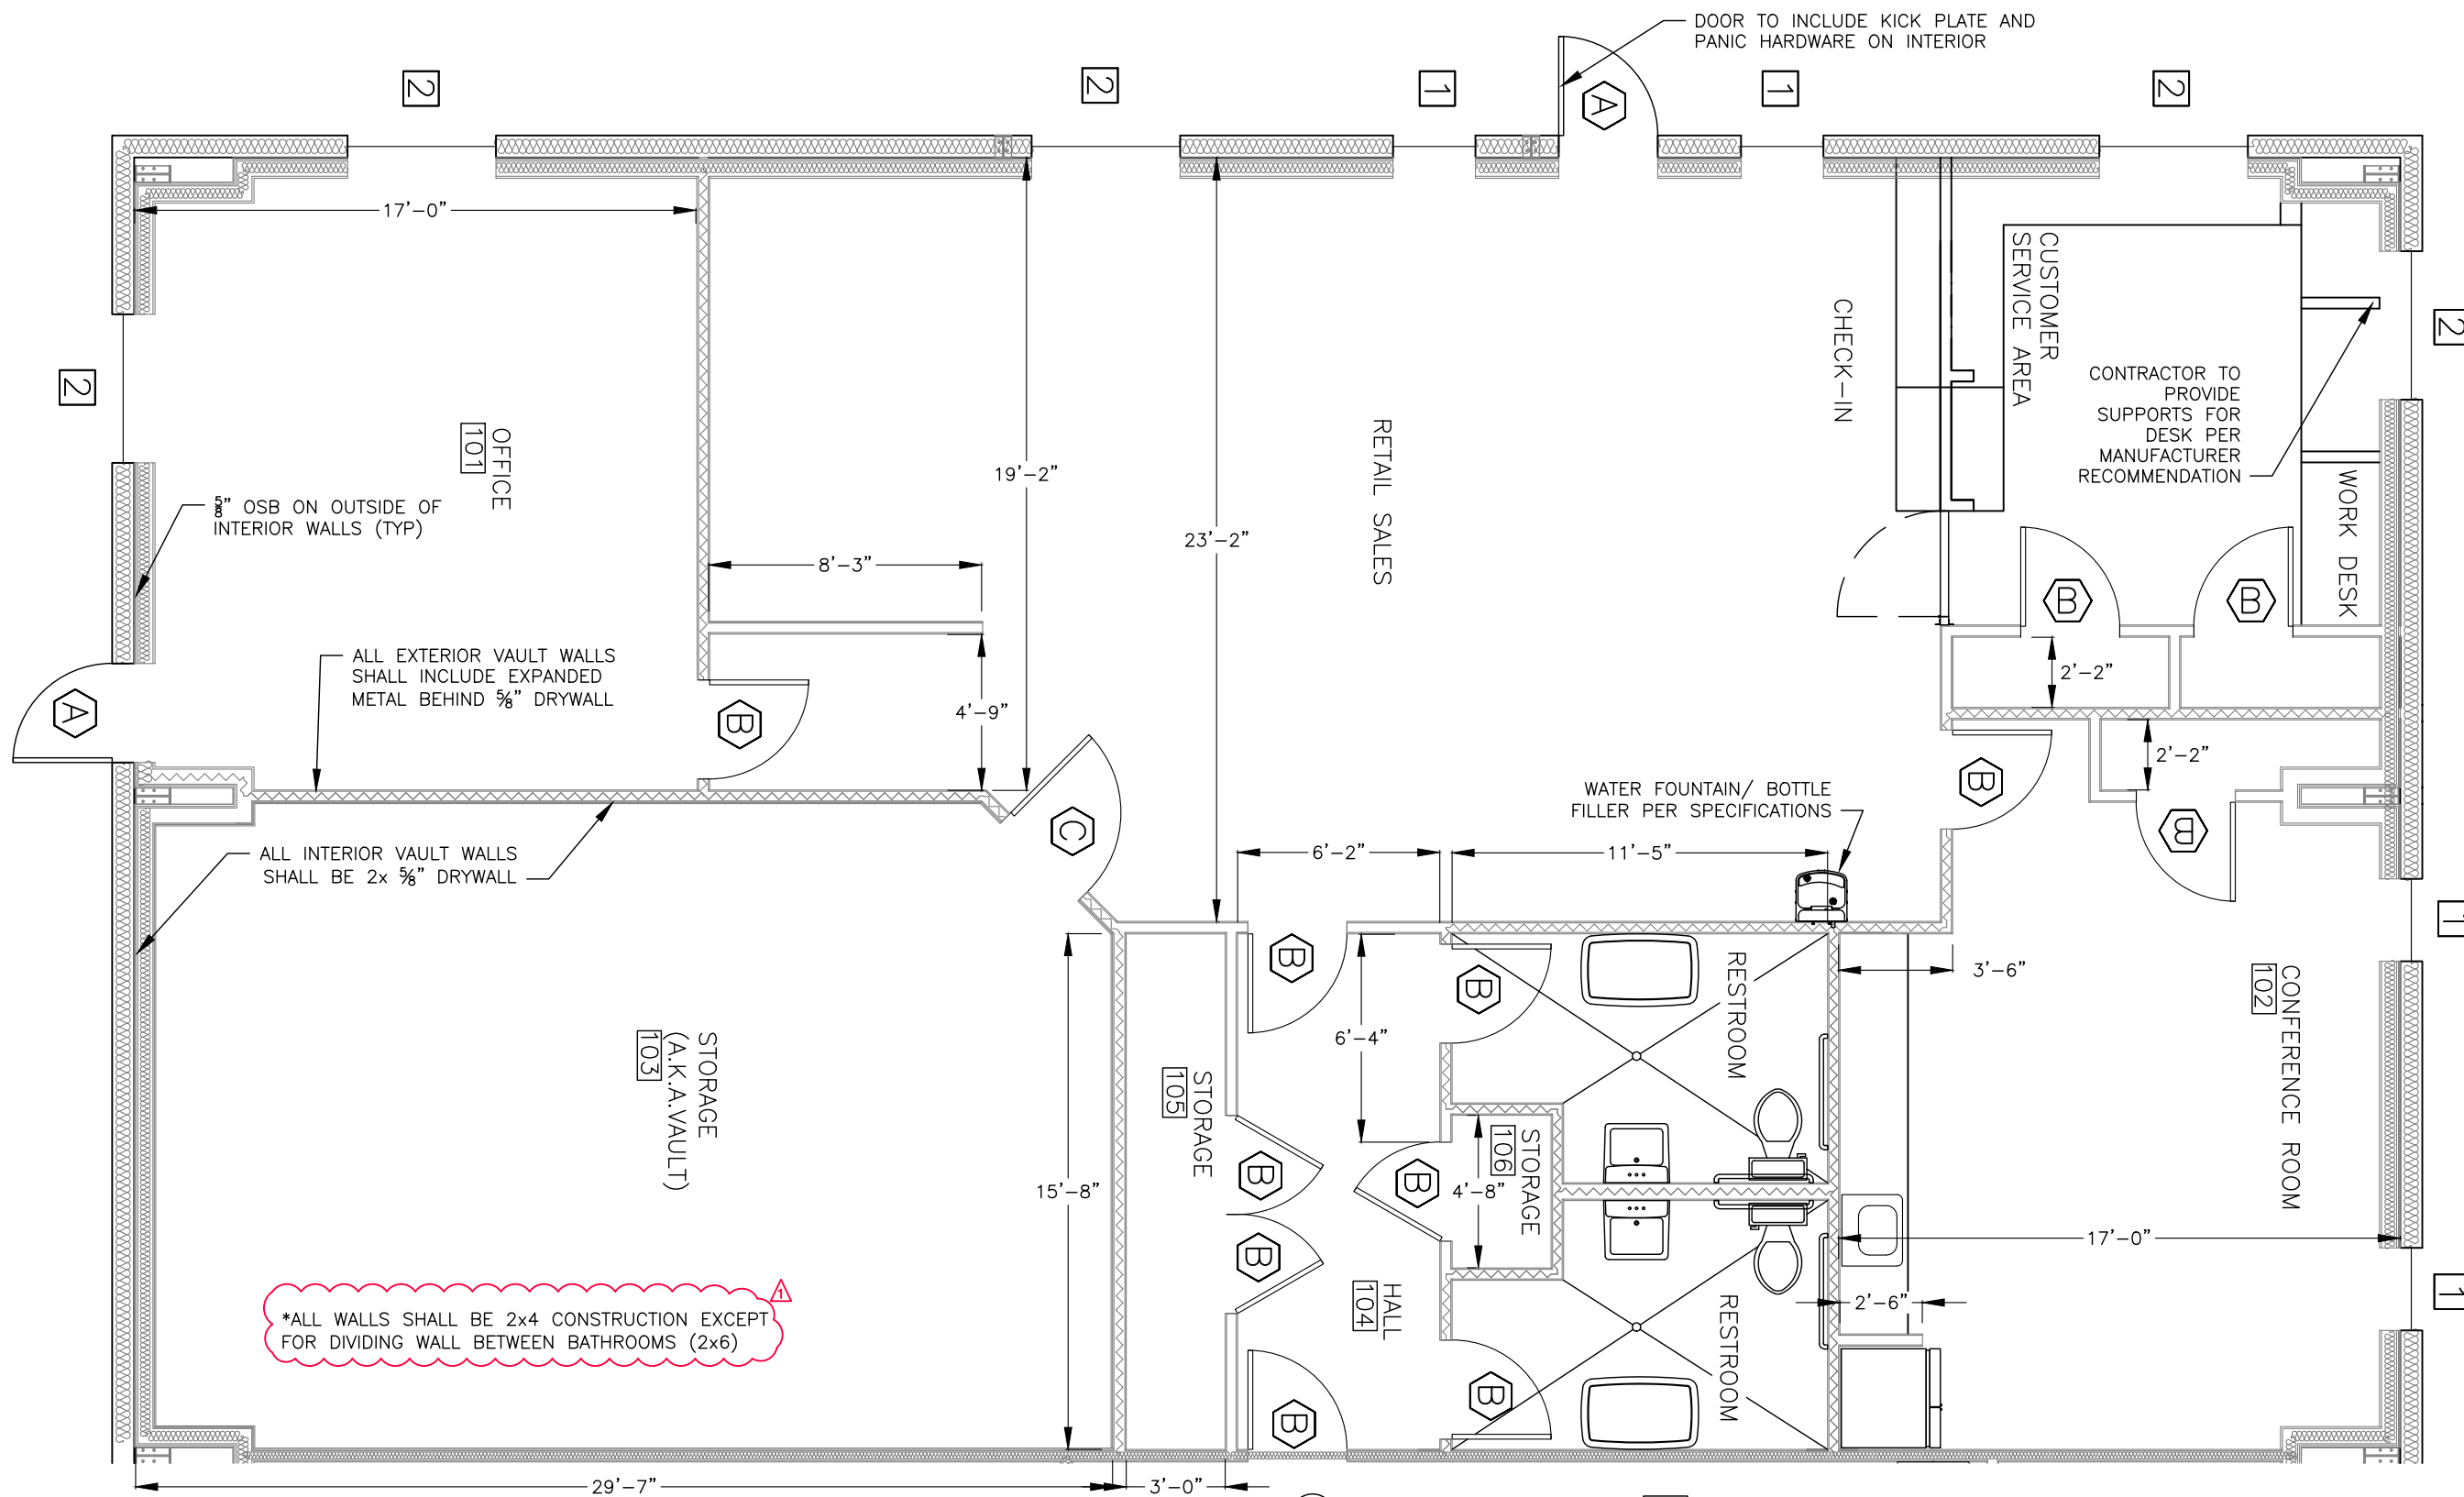 DOOR TO INCLUDE KICK PLATE AND
PANIC HARDWARE ON INTERIOR
2
2
1
A
1
2
17'-0"
CUSTOMER
SERVICE AREA
CHECK-IN
2
2
CONTRACTOR TO
PROVIDE
SUPPORTS FOR
DESK PER
MANUFACTURER
RECOMMENDATION
OFFICE
101
RETAIL SALES
19'-2"
WORK DESK
⅝" OSB ON OUTSIDE OF
INTERIOR WALLS (TYP)
23'-2"
8'-3"
B
B
ALL EXTERIOR VAULT WALLS
SHALL INCLUDE EXPANDED
METAL BEHIND ⅝" DRYWALL
2'-2"
A
B
4'-9"
2'-2"
B
WATER FOUNTAIN/ BOTTLE
FILLER PER SPECIFICATIONS
C
B
ALL INTERIOR VAULT WALLS
SHALL BE 2x ⅝" DRYWALL
6'-2"
11'-5"
1
B
B
RESTROOM
3'-6"
CONFERENCE ROOM
102
6'-4"
STORAGE
(A.K.A.VAULT)
103
STORAGE
105
STORAGE
106
15'-8"
B
B
4'-8"
17'-0"
B
HALL
104
RESTROOM
2'-6"
1
1
*ALL WALLS SHALL BE 2x4 CONSTRUCTION EXCEPT
FOR DIVIDING WALL BETWEEN BATHROOMS (2x6)
B
B
29'-7"
3'-0"